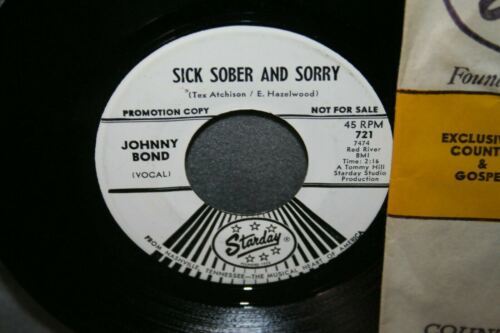 SICK SOBER AND SORRY
(Tex Atchison / E. Hazelwood)
PROMOTION COPY
NOT FOR SALE
JOHNNY
BOND
(VOCAL)
45 RPM
721
7474
Red River
BMI
Time: 2:16
A Tommy Hill
Starday Studio
Production
Starday
FROM NASHVILLE, TENNESSEE—THE MUSICAL HEART OF AMERICA
Foun
EXCLUSIV
COUNT
&
GOSPE